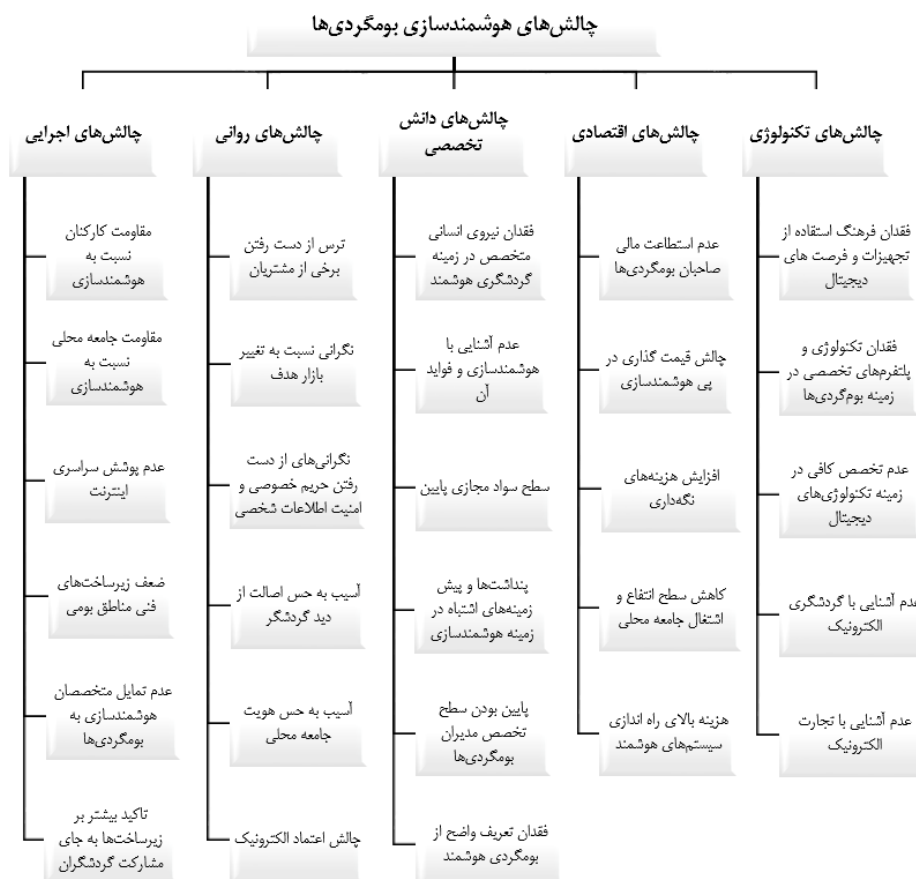 چالش‌های هوشمندسازی بومگردی‌ها
چالش‌های تکنولوژی
فقدان فرهنگ استقاده از
تجهیزات و فرصت های
دیجیتال
فقدان تکنولوژی و
پلتفرم‌های تخصصی در
زمینه بوم‌گردی‌ها
عدم تخصص کافی در
زمینه تکنولوژی‌های
دیجیتال
عدم آشنایی با گردشگری
الکترونیک
عدم آشنایی با تجارت
الکترونیک
چالش‌های اقتصادی
عدم استطاعت مالی
صاحبان بومگردی‌ها
چالش قیمت گذاری در
پی هوشمندسازی
افزایش هزینه‌های
نگه‌داری
کاهش سطح انتفاع و
اشتغال جامعه محلی
هزینه بالای راه اندازی
سیستم‌های هوشمند
چالش‌های دانش
تخصصی
فقدان نیروی انسانی
متخصص در زمینه
گردشگری هوشمند
عدم آشنایی با
هوشمندسازی و فواید
آن
سطح سواد مجازی پایین
پنداشت‌ها و پیش
زمینه‌های اشتباه در
زمینه هوشمندسازی
پایین بودن سطح
تخصص مدیران
بومگردی‌ها
فقدان تعریف واضح از
بومگردی هوشمند
چالش‌های روانی
ترس از دست رفتن
برخی از مشتریان
نگرانی نسبت به تغییر
بازار هدف
نگرانی‌های از دست
رفتن حریم خصوصی و
امنیت اطلاعات شخصی
آسیب به حس اصالت از
دید گردشگر
آسیب به حس هویت
جامعه محلی
چالش اعتماد الکترونیک
چالش‌های اجرایی
مقاومت کارکنان
نسبت به
هوشمندسازی
مقاومت جامعه محلی
نسبت به
هوشمندسازی
عدم پوشش سراسری
اینترنت
ضعف زیرساخت‌های
فنی مناطق بومی
عدم تمایل متخصصان
هوشمندسازی به
بومگردی‌ها
تاکید بیشتر بر
زیرساخت‌ها به جای
مشارکت گردشگران